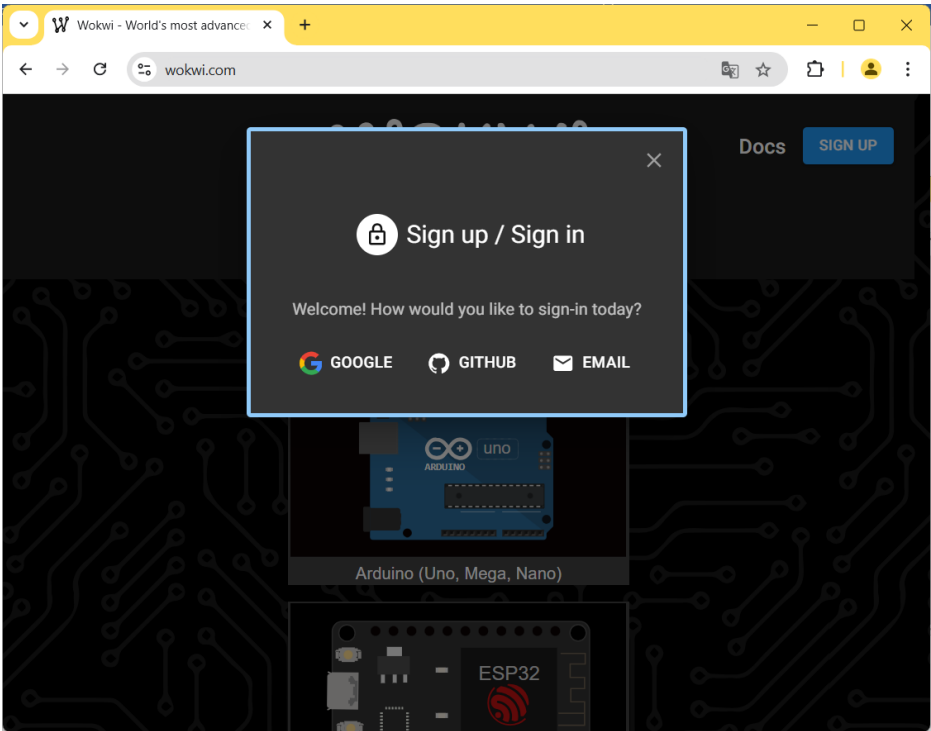 Wokwi - World's most advanced
wokwi.com
Docs
SIGN UP
Sign up / Sign in
Welcome! How would you like to sign-in today?
GOOGLE
GITHUB
EMAIL
uno
ARDUINO
Arduino (Uno, Mega, Nano)
ESP32